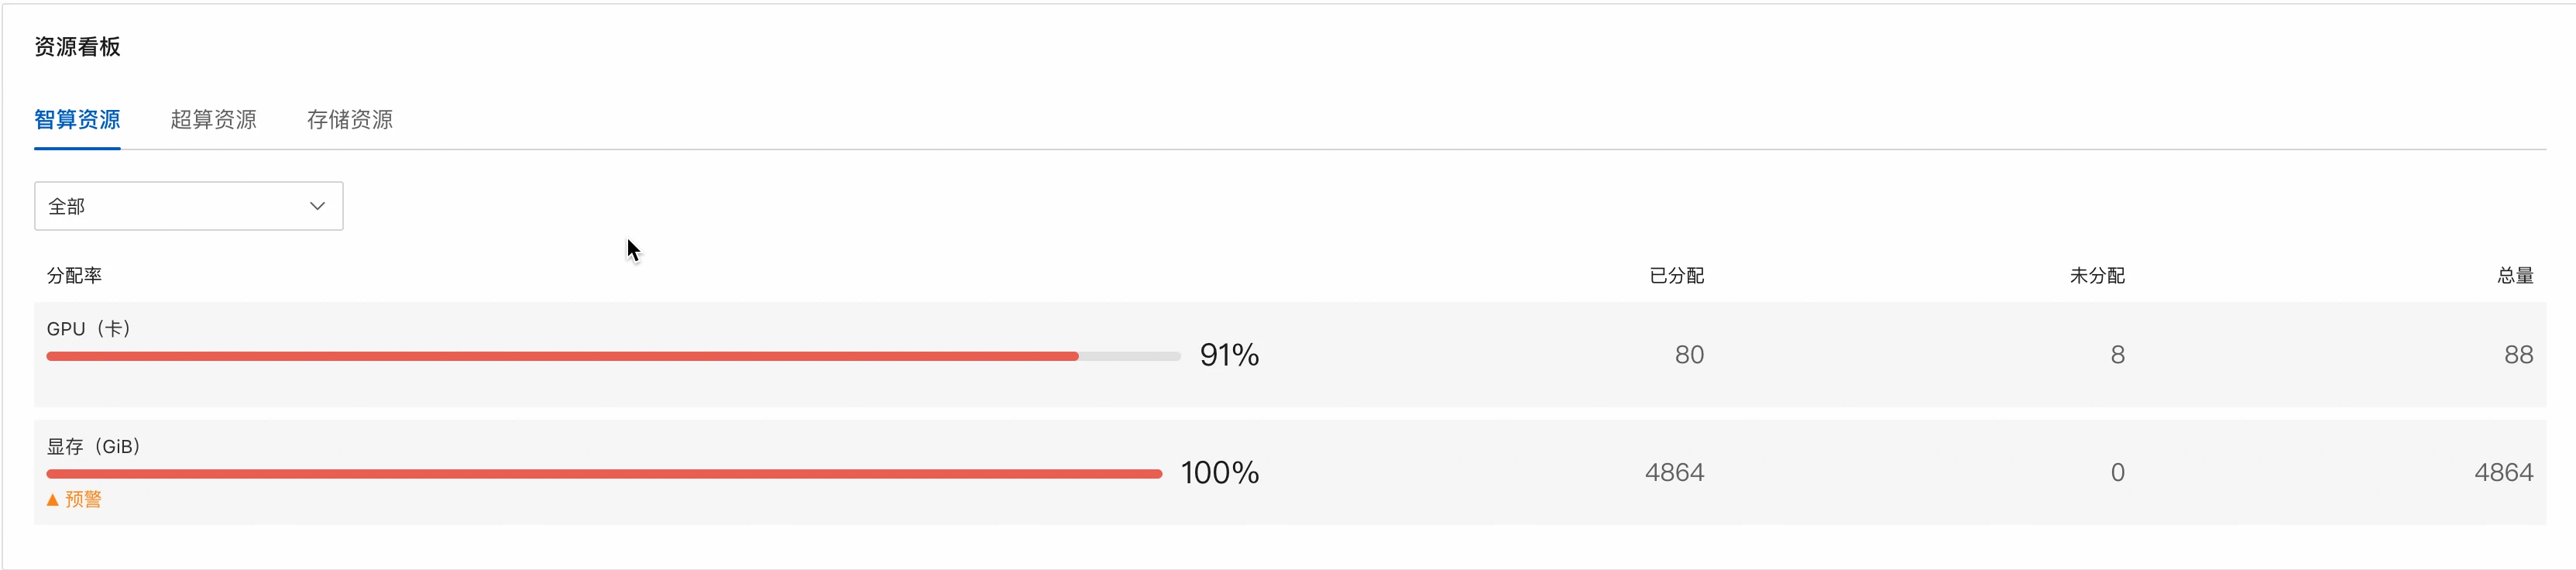 资源看板
智算资源 超算资源 存储资源
全部
分配率 已分配 未分配 总量
GPU（卡）
91% 80 8 88
显存（GiB）
100% 4864 0 4864
预警